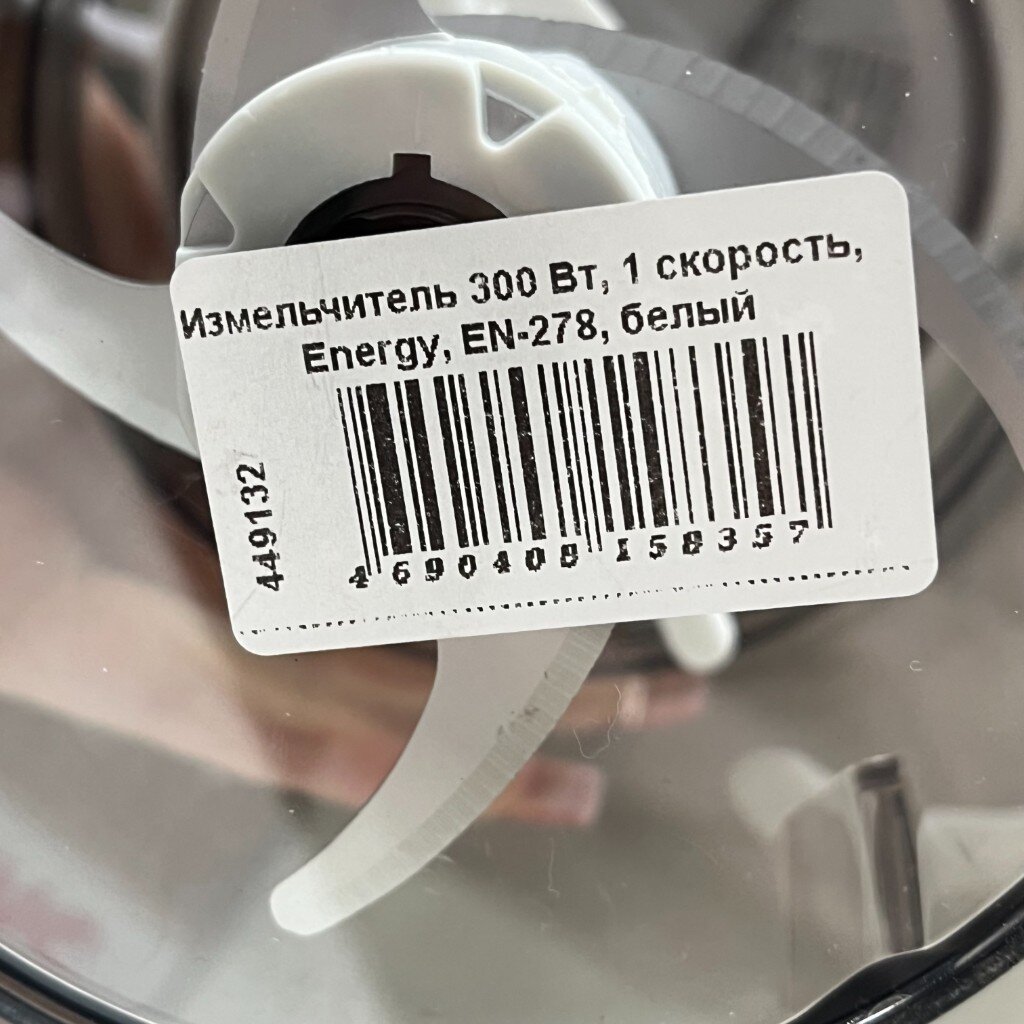 Измельчитель 300 Вт, 1 скорость,
Energy, EN-278, белый
449132
4690408158357